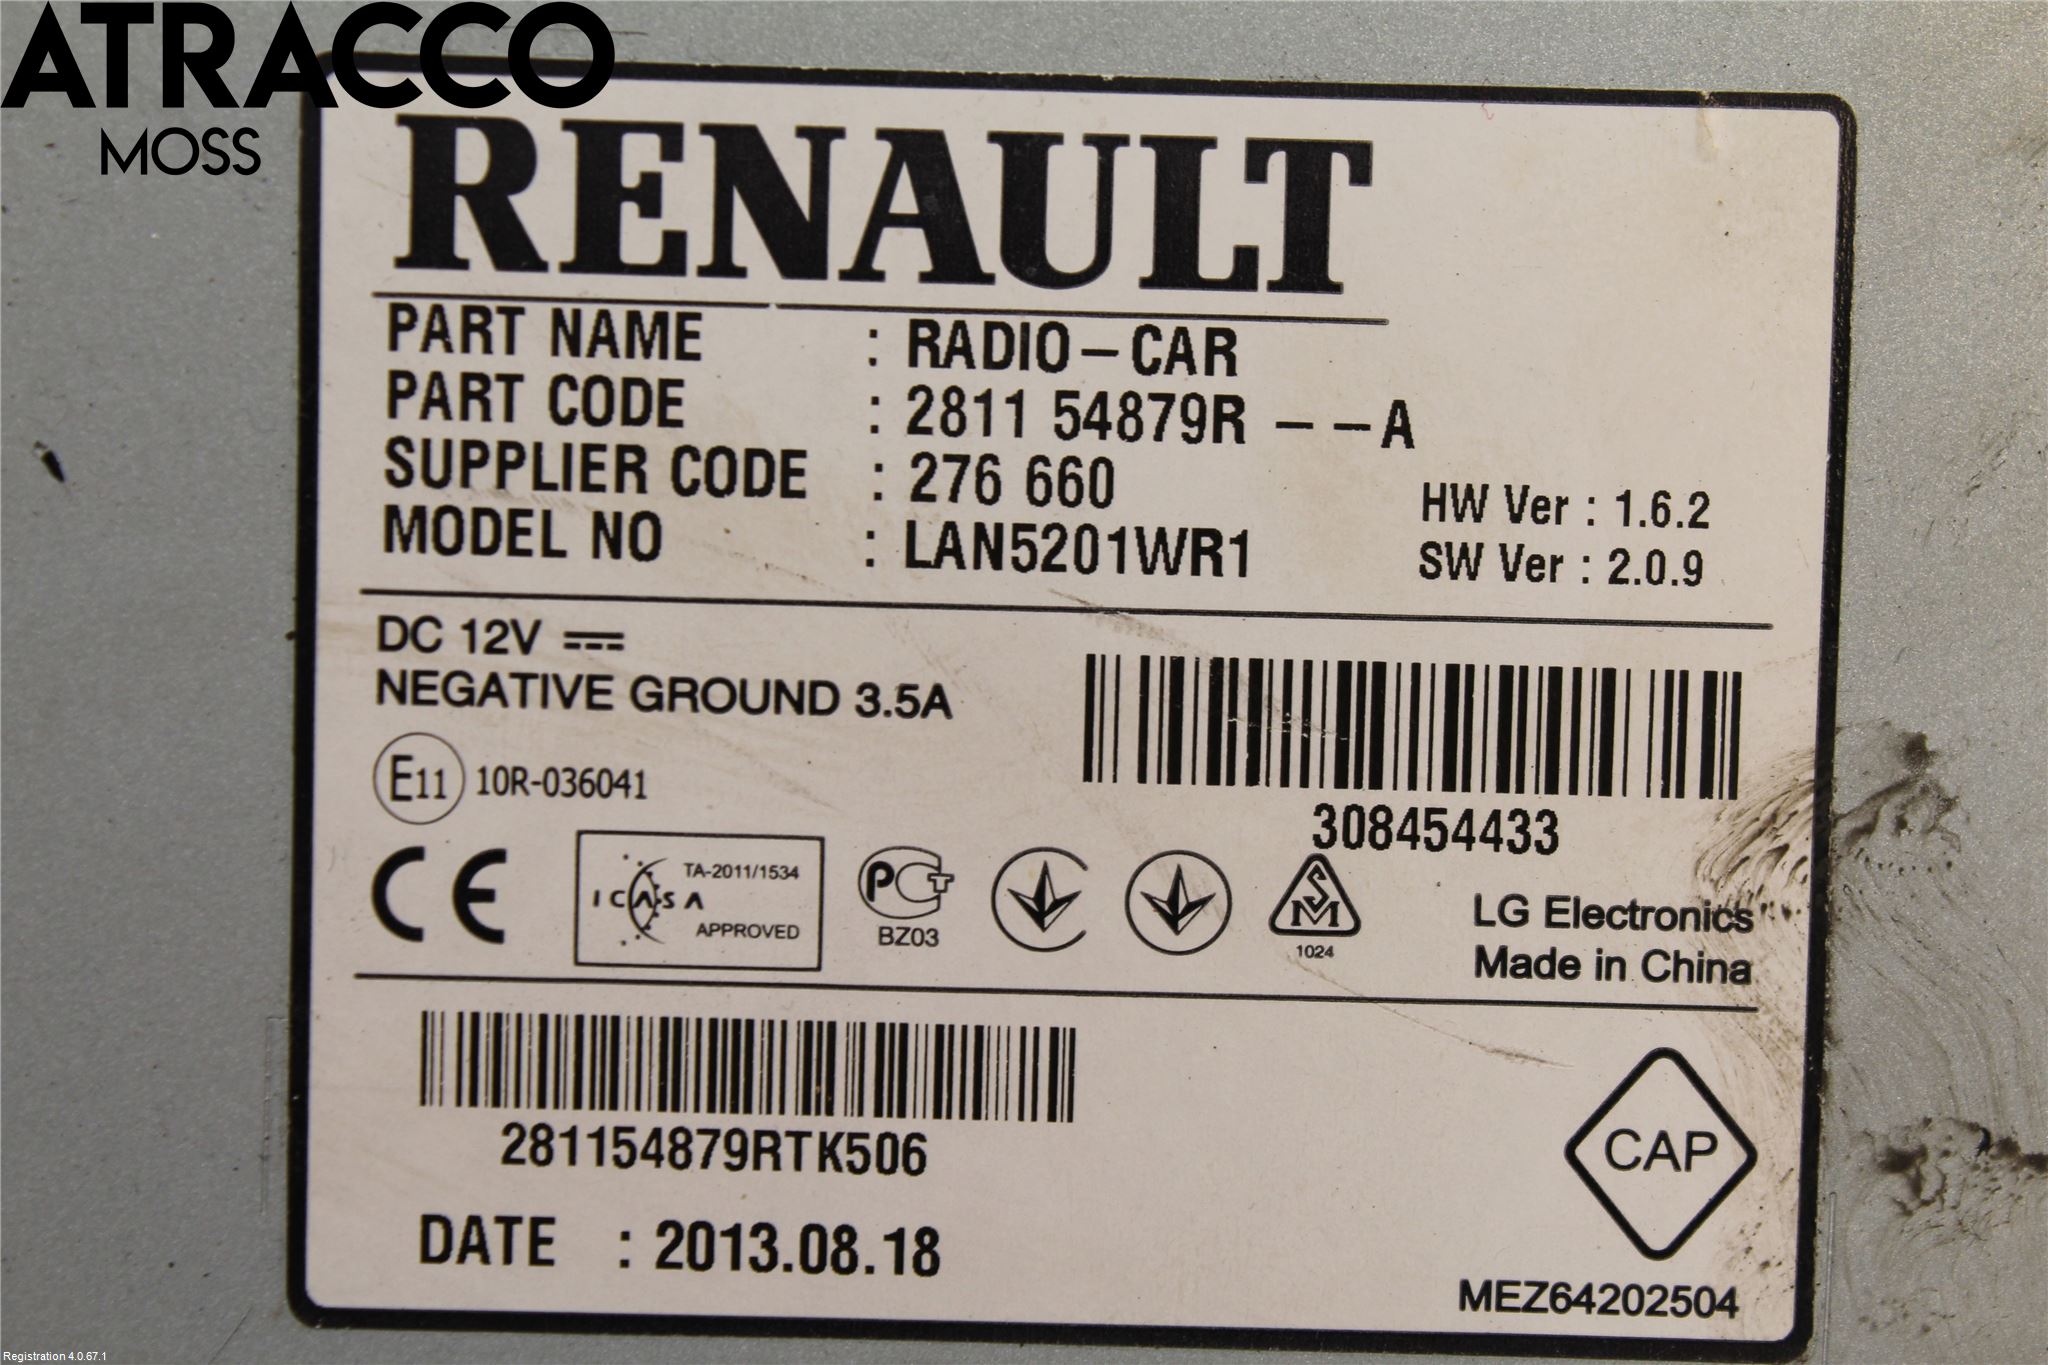 ATRACCO
MOSS
RENAULT
PART NAME : RADIO-CAR
PART CODE : 2811 54879R - - A
SUPPLIER CODE : 276 660
HW Ver : 1.6.2
MODEL NO : LAN5201WR1
SW Ver : 2.0.9
DC 12V
NEGATIVE GROUND 3.5A
E11 10R-036041
308454433
CE
TA-2011/1534
ICASA
APPROVED
PCT
BZ03
SM
1024
LG Electronics
Made in China
281154879RTK506
CAP
DATE : 2013.08.18
MEZ64202504
Registration 4.0.67.1